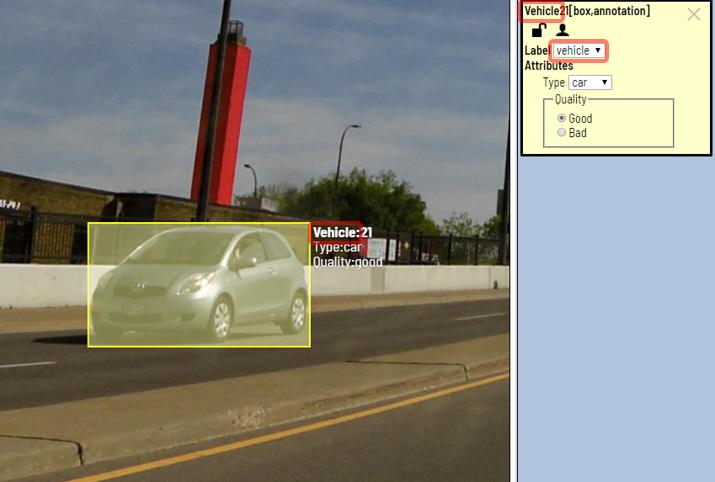 Vehicle21[box,annotation]
Label vehicle
Attributes
Type car
Quality
Good
Bad
Vehicle:21
Type:car
Quality:good